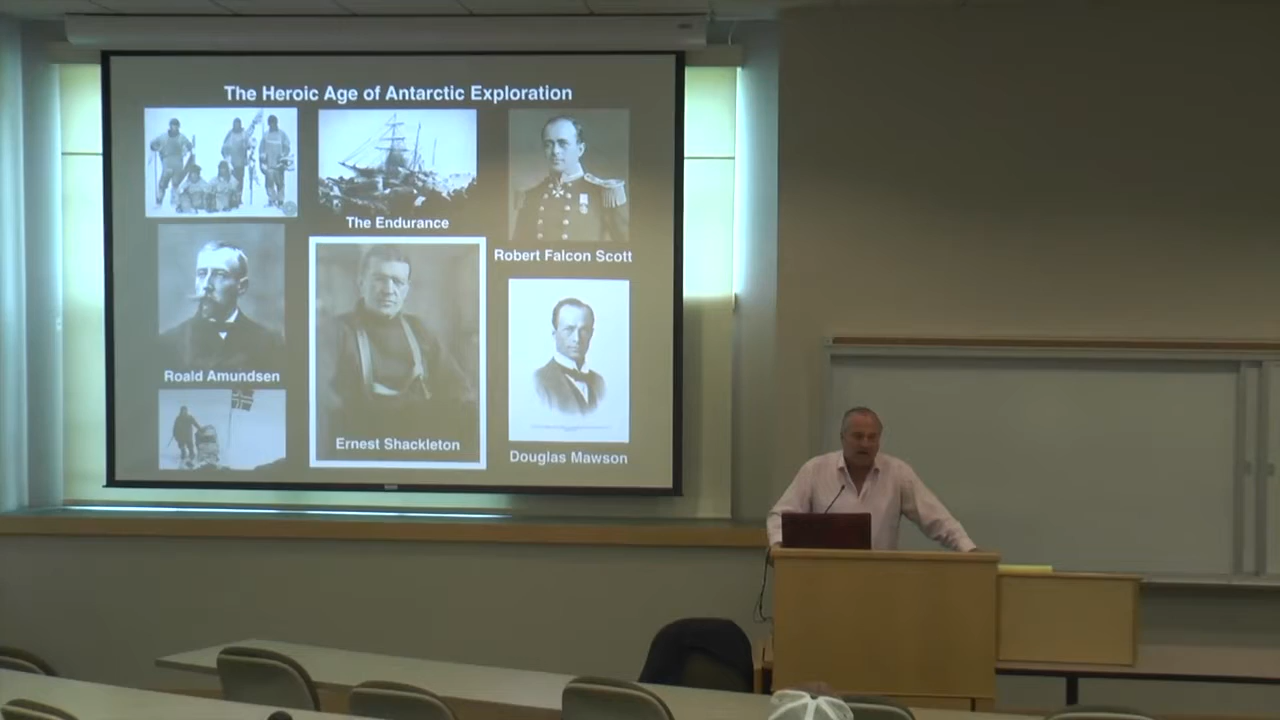 The Heroic Age of Antarctic Exploration
The Endurance
Robert Falcon Scott
Roald Amundsen
Ernest Shackleton
Douglas Mawson